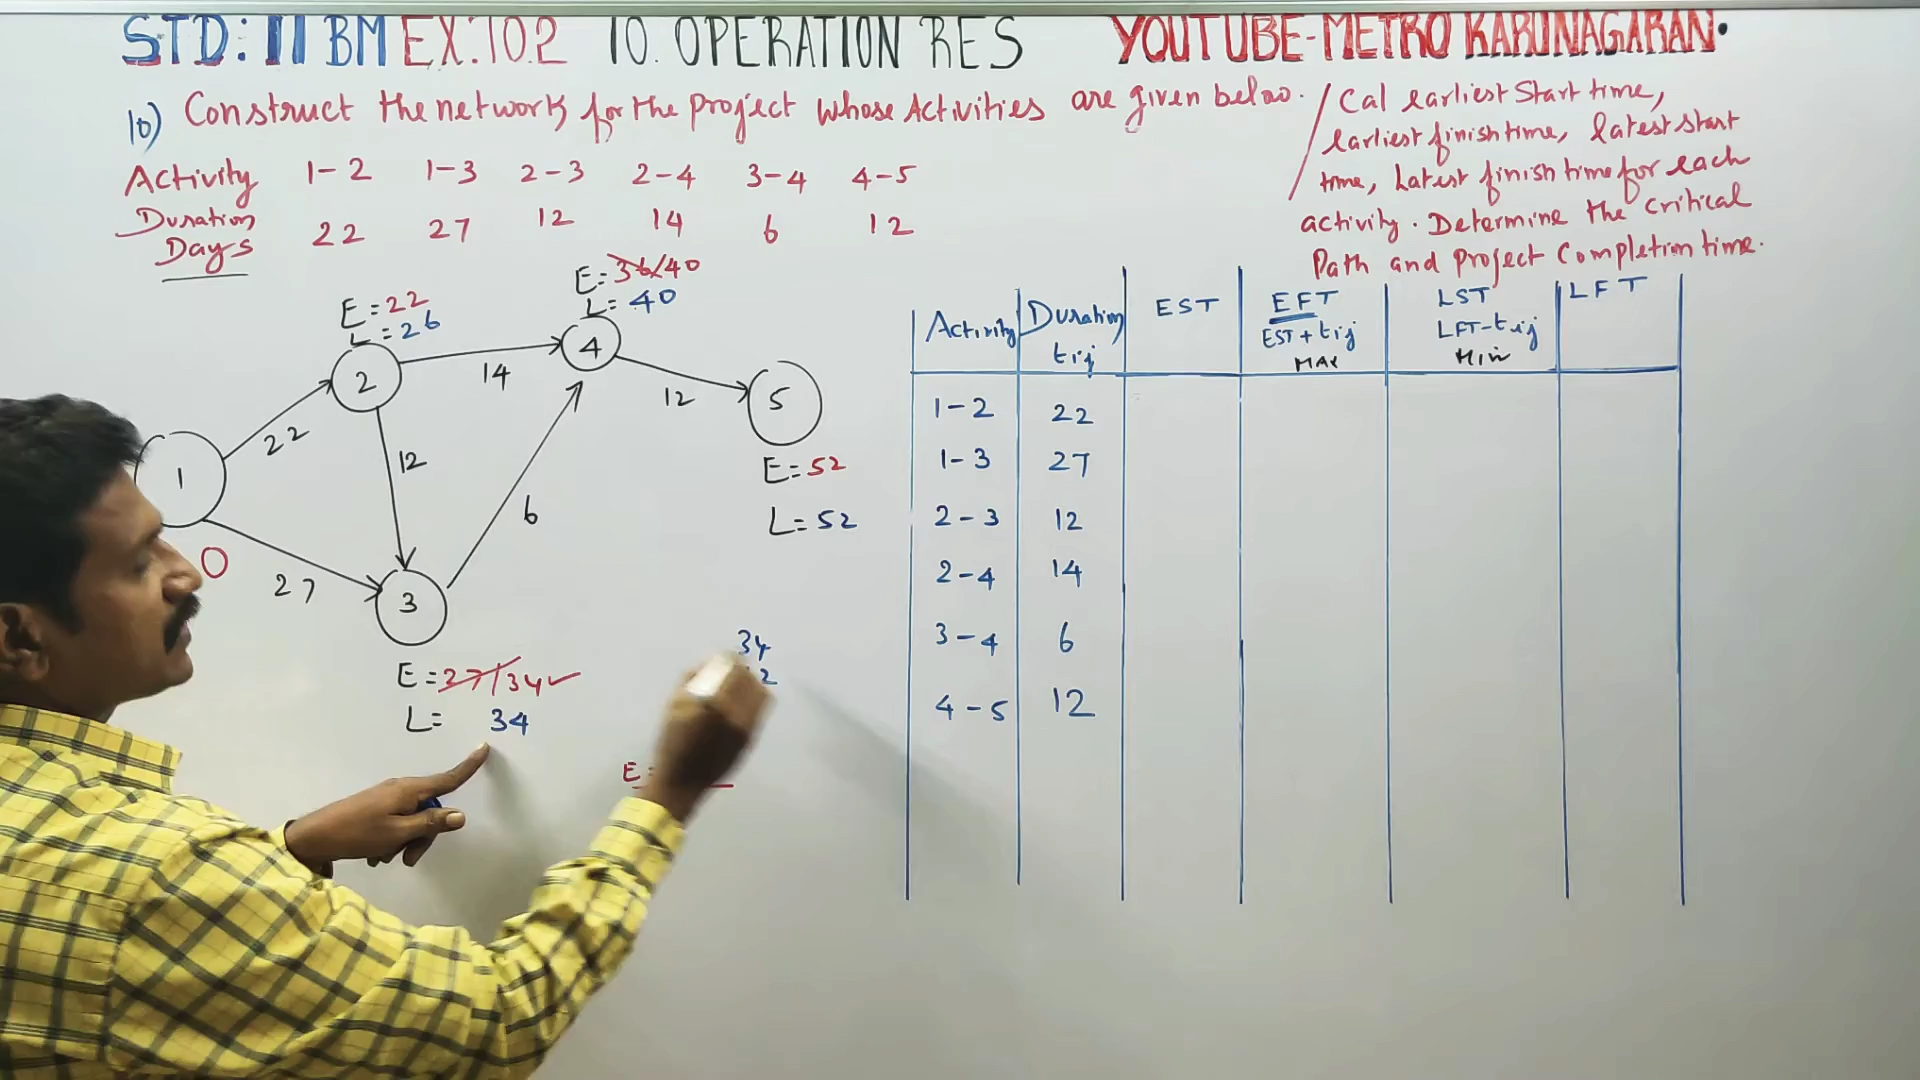 STD: 11 BM EX.10.2 10. OPERATION RES YOUTUBE-METRO KARUNAGARAN.
10) Construct the network for the project whose Activities are given below.
/ Cal earliest Start time,
earliest finish time, latest start
time, Latest finish time for each
activity. Determine the critical
Path and project Completion time.
Activity 1-2 1-3 2-3 2-4 3-4 4-5
Duration Days 22 27 12 14 6 12
E=22
L=26
E=36/40
L=40
1
2
3
4
5
22
27
12
14
6
12
0
E=52
L=52
E=27/34✓
L= 34
34
2
E=
Activity Duration tij EST EFT EST+tij MAX LST LFT-tij Min LFT
1-2 22
1-3 27
2-3 12
2-4 14
3-4 6
4-5 12